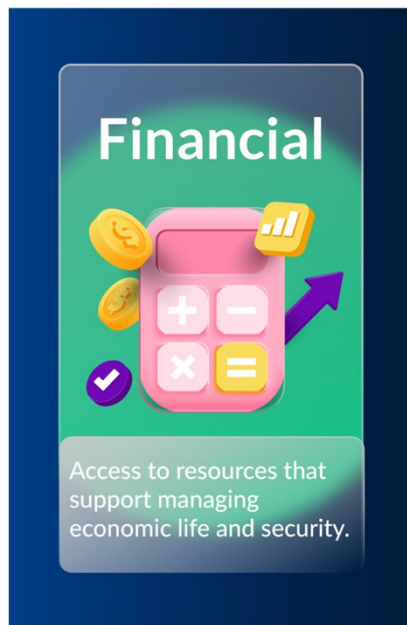 Financial
Access to resources that
support managing
economic life and security.